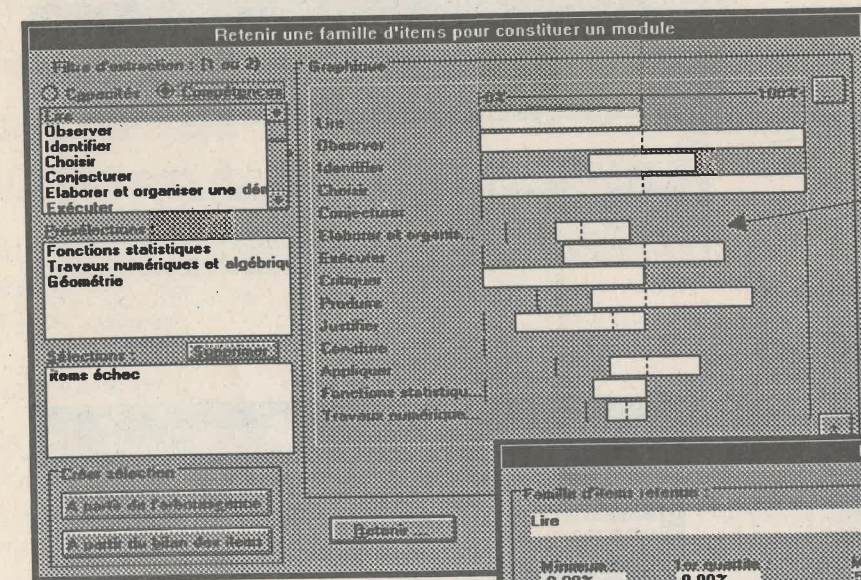 Retenir une famille d'items pour constituer un module
Filtre d'extraction : (1 ou 2)
Capacités Compétences
Lire
Observer
Identifier
Choisir
Conjecturer
Elaborer et organiser une dém
Exécuter
Présélections :
Fonctions statistiques
Travaux numériques et algébriqu
Géométrie
Sélections : Supprimer
items échec
Créer sélection
A partir de l'arborescence
A partir du bilan des items
Graphique
0% 100%
Lire
Observer
Identifier
Choisir
Conjecturer
Elaborer et organis...
Exécuter
Critiquer
Produire
Justifier
Conclure
Appliquer
Fonctions statistiqu...
Travaux numérique...
Retenir ...
Famille d'items retenue :
Lire
Minimum : 1er quartile
0.00% 0.00%